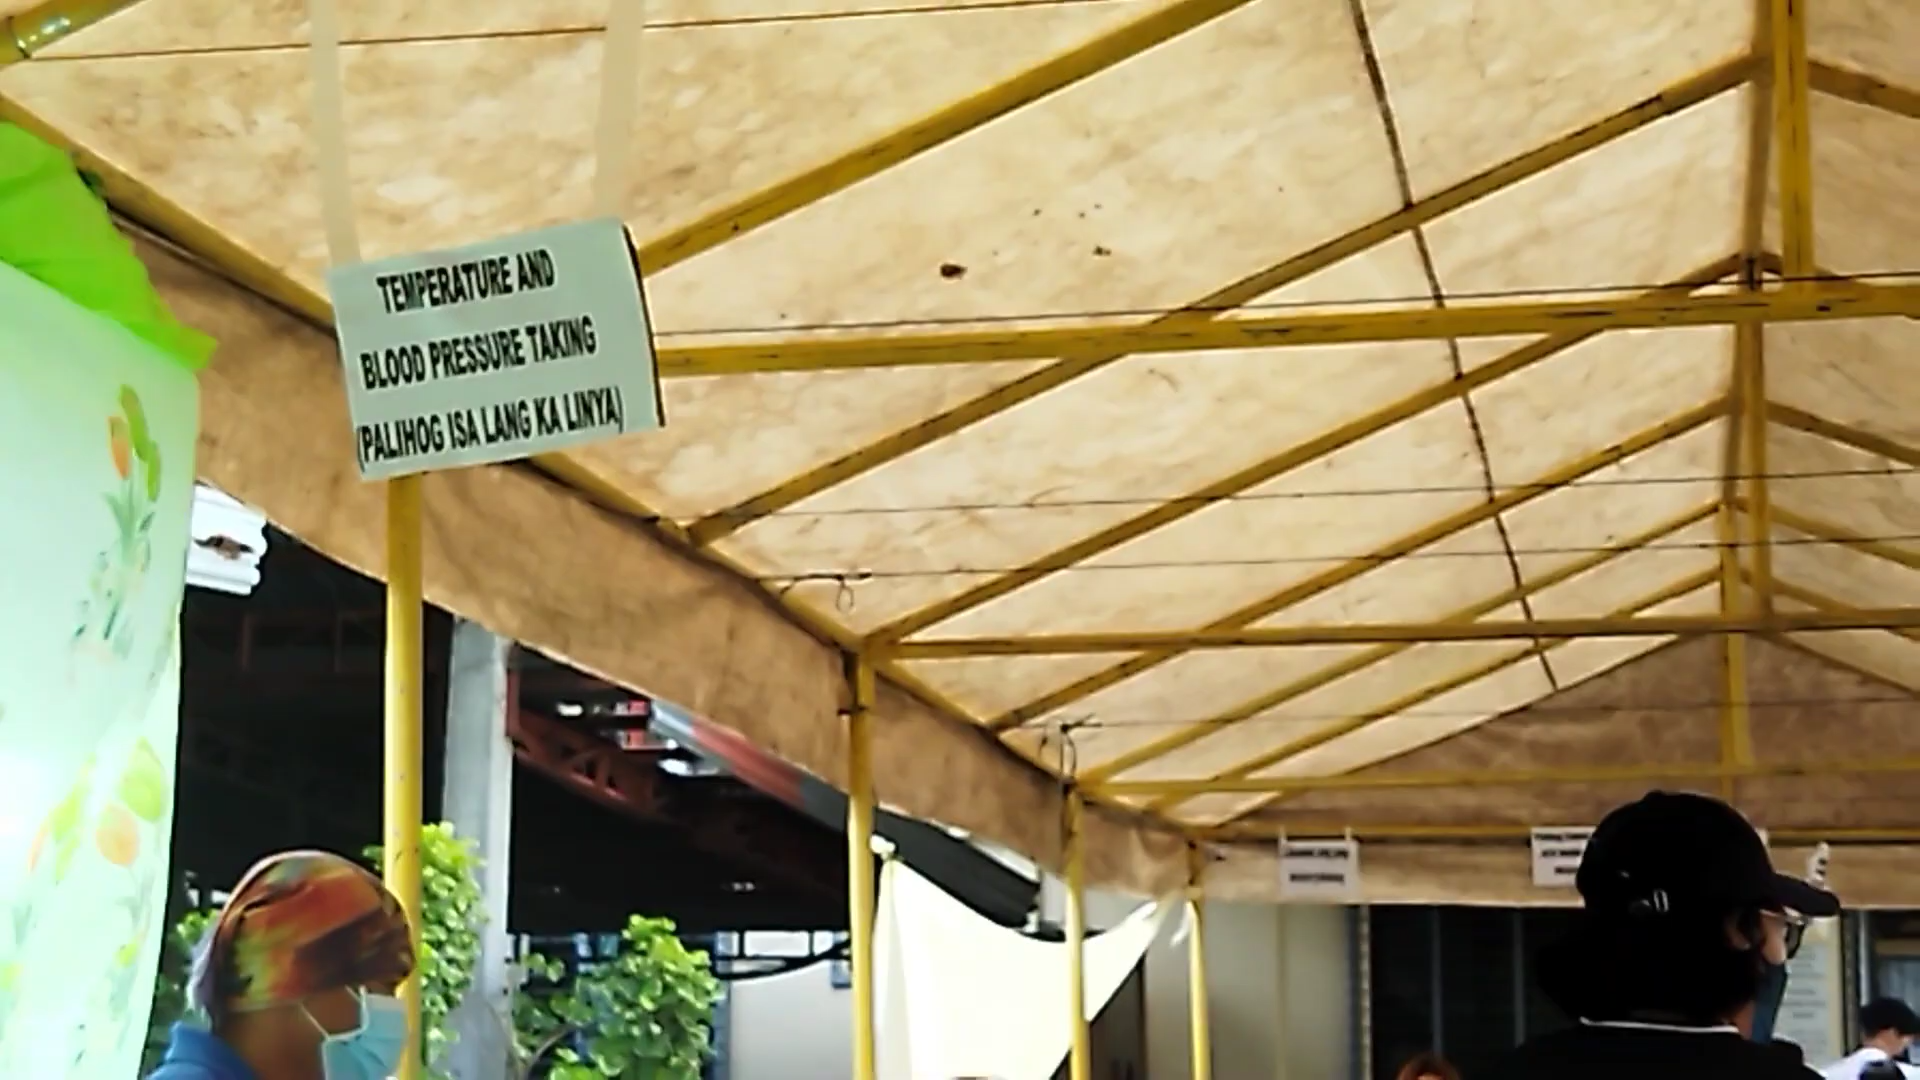 TEMPERATURE AND
BLOOD PRESSURE TAKING
(PALIHOG ISA LANG KA LINYA)